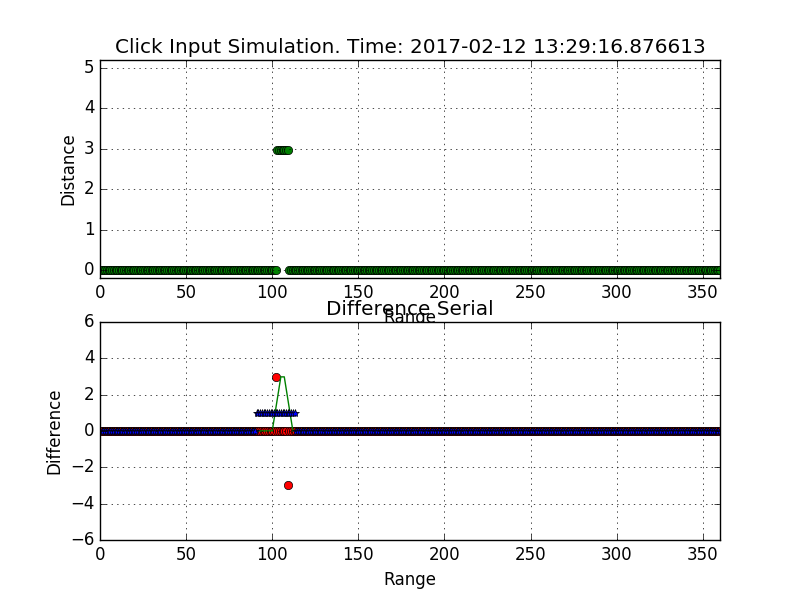 Click Input Simulation. Time: 2017-02-12 13:29:16.876613
5
4
3
2
1
0
Distance
0 50 100 150 200 250 300 350
Range
Difference Serial
6
4
2
0
−2
−4
−6
Difference
0 50 100 150 200 250 300 350
Range